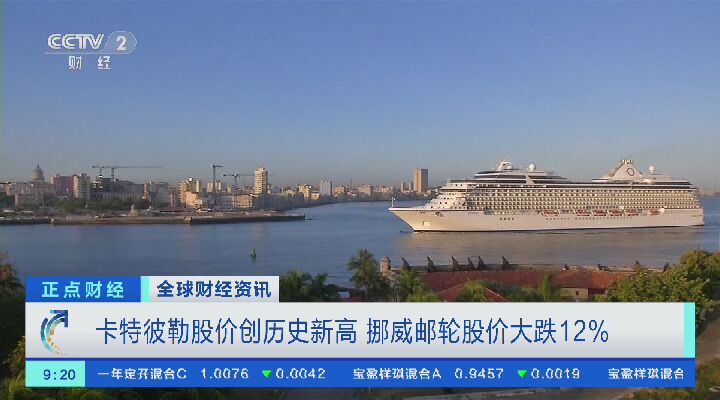 CCTV 2
财经
正点财经 全球财经资讯
卡特彼勒股价创历史新高 挪威邮轮股价大跌12%
9:20 一年定开混合C 1.0076 ▼0.0042 宝盈祥琪混合A 0.9457 ▼0.0019 宝盈祥琪混合